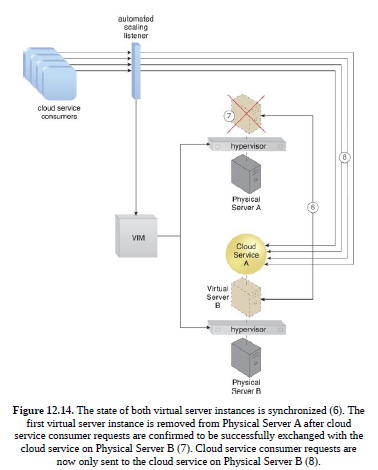 automated
scaling
listener
cloud service
consumers
7
hypervisor
8
Physical
Server A
6
VIM
Cloud
Service
A
Virtual
Server
B
hypervisor
Physical
Server B
Figure 12.14. The state of both virtual server instances is synchronized (6). The
first virtual server instance is removed from Physical Server A after cloud
service consumer requests are confirmed to be successfully exchanged with the
cloud service on Physical Server B (7). Cloud service consumer requests are
now only sent to the cloud service on Physical Server B (8).